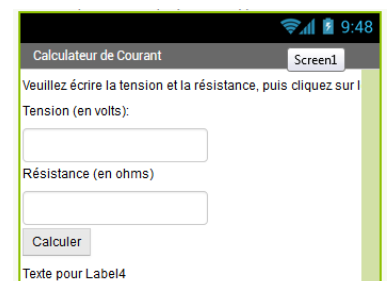 9:48
Calculateur de Courant
Screen1
Veuillez écrire la tension et la résistance, puis cliquez sur l
Tension (en volts):
Résistance (en ohms)
Calculer
Texte pour Label4